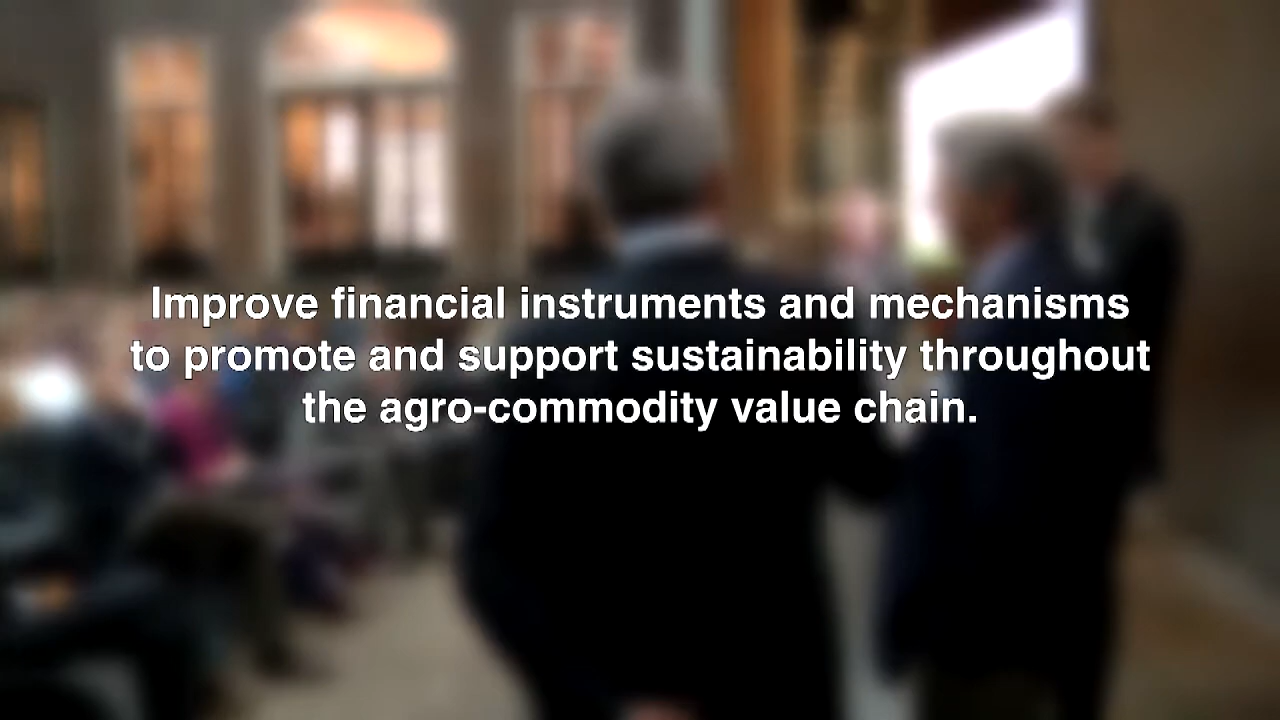 Improve financial instruments and mechanisms
to promote and support sustainability throughout
the agro-commodity value chain.